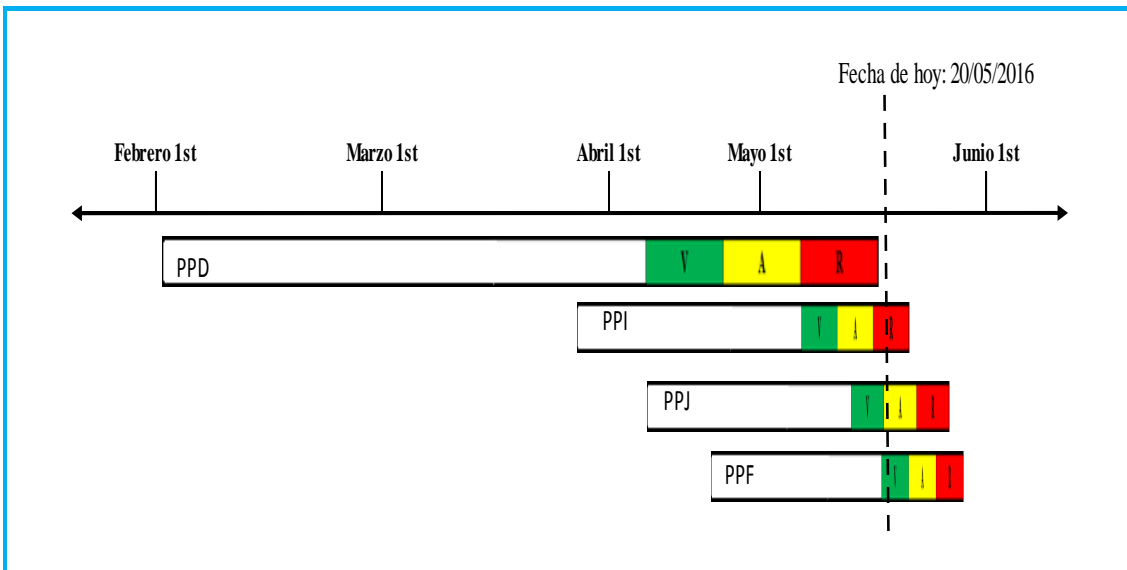 Fecha de hoy: 20/05/2016
Febrero 1st
Marzo 1st
Abril 1st
Mayo 1st
Junio 1st
PPD
V
A
R
PPI
V
A
R
PPJ
V
A
R
PPF
V
A
R